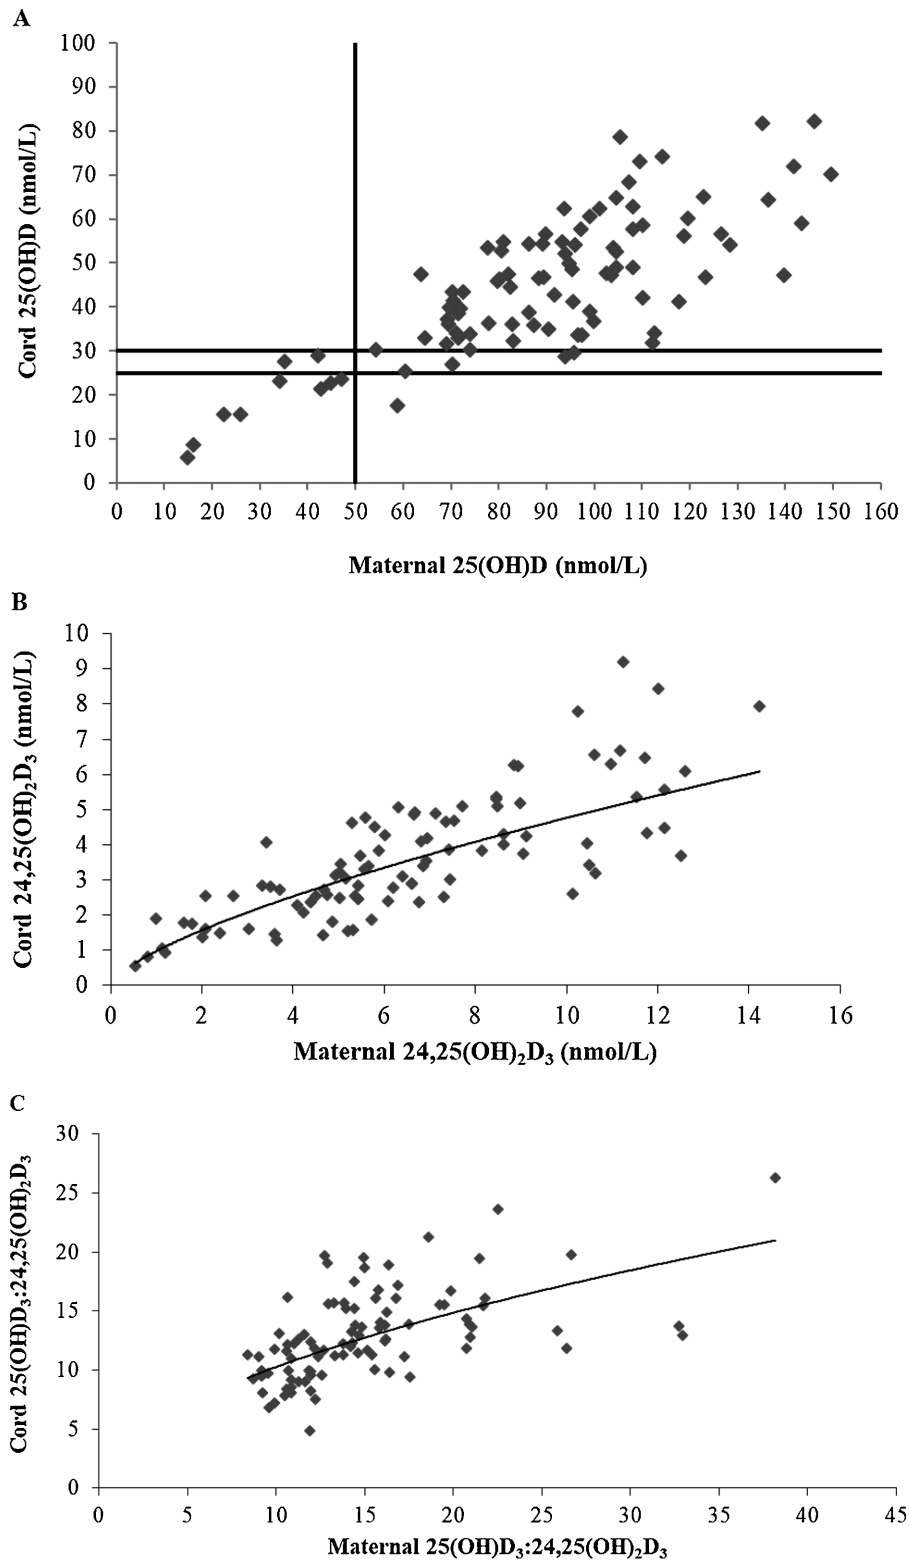 A
100
90
80
70
60
50
40
30
20
10
0
Cord 25(OH)D (nmol/L)
0 10 20 30 40 50 60 70 80 90 100 110 120 130 140 150 160
Maternal 25(OH)D (nmol/L)
B
10
9
8
7
6
5
4
3
2
1
0
Cord 24,25(OH)₂D₃ (nmol/L)
0 2 4 6 8 10 12 14 16
Maternal 24,25(OH)₂D₃ (nmol/L)
C
30
25
20
15
10
5
0
Cord 25(OH)D₃:24,25(OH)₂D₃
0 5 10 15 20 25 30 35 40 45
Maternal 25(OH)D₃:24,25(OH)₂D₃